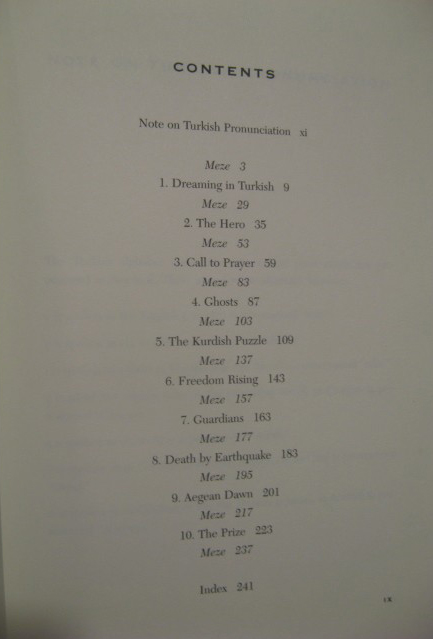 CONTENTS
Note on Turkish Pronunciation xi
Meze 3
1. Dreaming in Turkish 9
Meze 29
2. The Hero 35
Meze 53
3. Call to Prayer 59
Meze 83
4. Ghosts 87
Meze 103
5. The Kurdish Puzzle 109
Meze 137
6. Freedom Rising 143
Meze 157
7. Guardians 163
Meze 177
8. Death by Earthquake 183
Meze 195
9. Aegean Dawn 201
Meze 217
10. The Prize 223
Meze 237
Index 241
ix